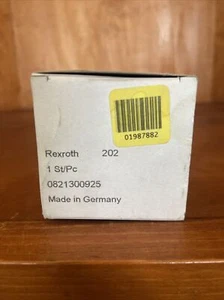 01987882
Rexroth 202
1 St/Pc
0821300925
Made in Germany